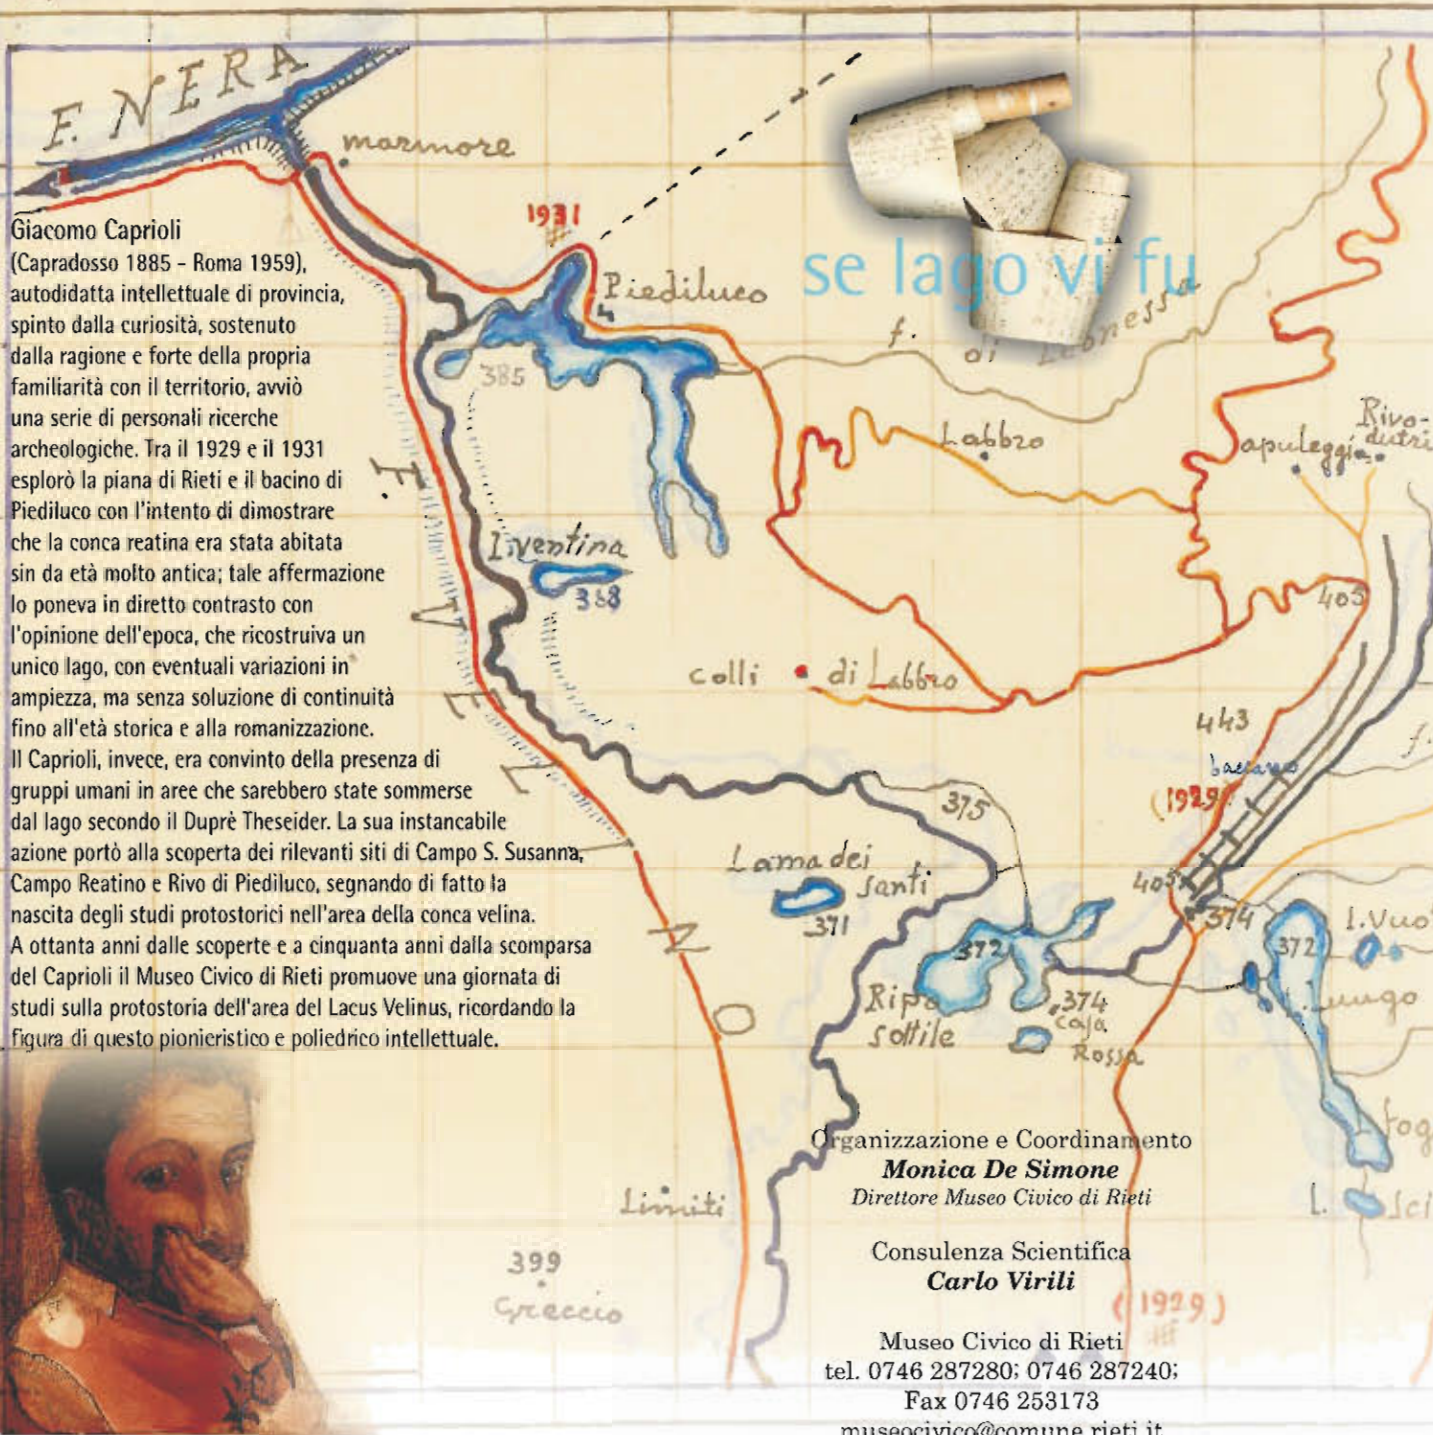 F. NERA
marmore
1931
Piediluco
385
se lago vi fu
f. di Leonessa
Labbro
apuleggi
405
Giacomo Caprioli
(Capradosso 1885 - Roma 1959),
autodidatta intellettuale di provincia,
spinto dalla curiosità, sostenuto
dalla ragione e forte della propria
familiarità con il territorio, avviò
una serie di personali ricerche
archeologiche. Tra il 1929 e il 1931
esplorò la piana di Rieti e il bacino di
Piediluco con l'intento di dimostrare
che la conca reatina era stata abitata
sin da età molto antica; tale affermazione
lo poneva in diretto contrasto con
l'opinione dell'epoca, che ricostruiva un
unico lago, con eventuali variazioni in
ampiezza, ma senza soluzione di continuità
fino all'età storica e alla romanizzazione.
Il Caprioli, invece, era convinto della presenza di
gruppi umani in aree che sarebbero state sommerse
dal lago secondo il Duprè Theseider. La sua instancabile
azione portò alla scoperta dei rilevanti siti di Campo S. Susanna,
Campo Reatino e Rivo di Piediluco, segnando di fatto la
nascita degli studi protostorici nell'area della conca velina.
A ottanta anni dalle scoperte e a cinquanta anni dalla scomparsa
del Caprioli il Museo Civico di Rieti promuove una giornata di
studi sulla protostoria dell'area del Lacus Velinus, ricordando la
figura di questo pionieristico e poliedrico intellettuale.
F. VELINO
388
colli di Labbro
443
(1929)
375
Lama dei
santi
371
405
374
372
Ripa
sottile
374
casa
Rossa
372
l. Lungo
Limiti
399
Greccio
(1929)
Organizzazione e Coordinamento
Monica De Simone
Direttore Museo Civico di Rieti
Consulenza Scientifica
Carlo Virili
Museo Civico di Rieti
tel. 0746 287280; 0746 287240;
Fax 0746 253173
museocivico@comune.rieti.it